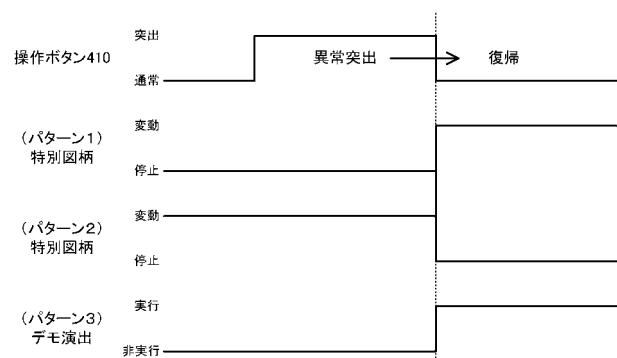 突出
操作ボタン410
異常突出
復帰
通常
変動
（パターン1）
特別図柄
停止
変動
（パターン2）
特別図柄
停止
実行
（パターン3）
デモ演出
非実行